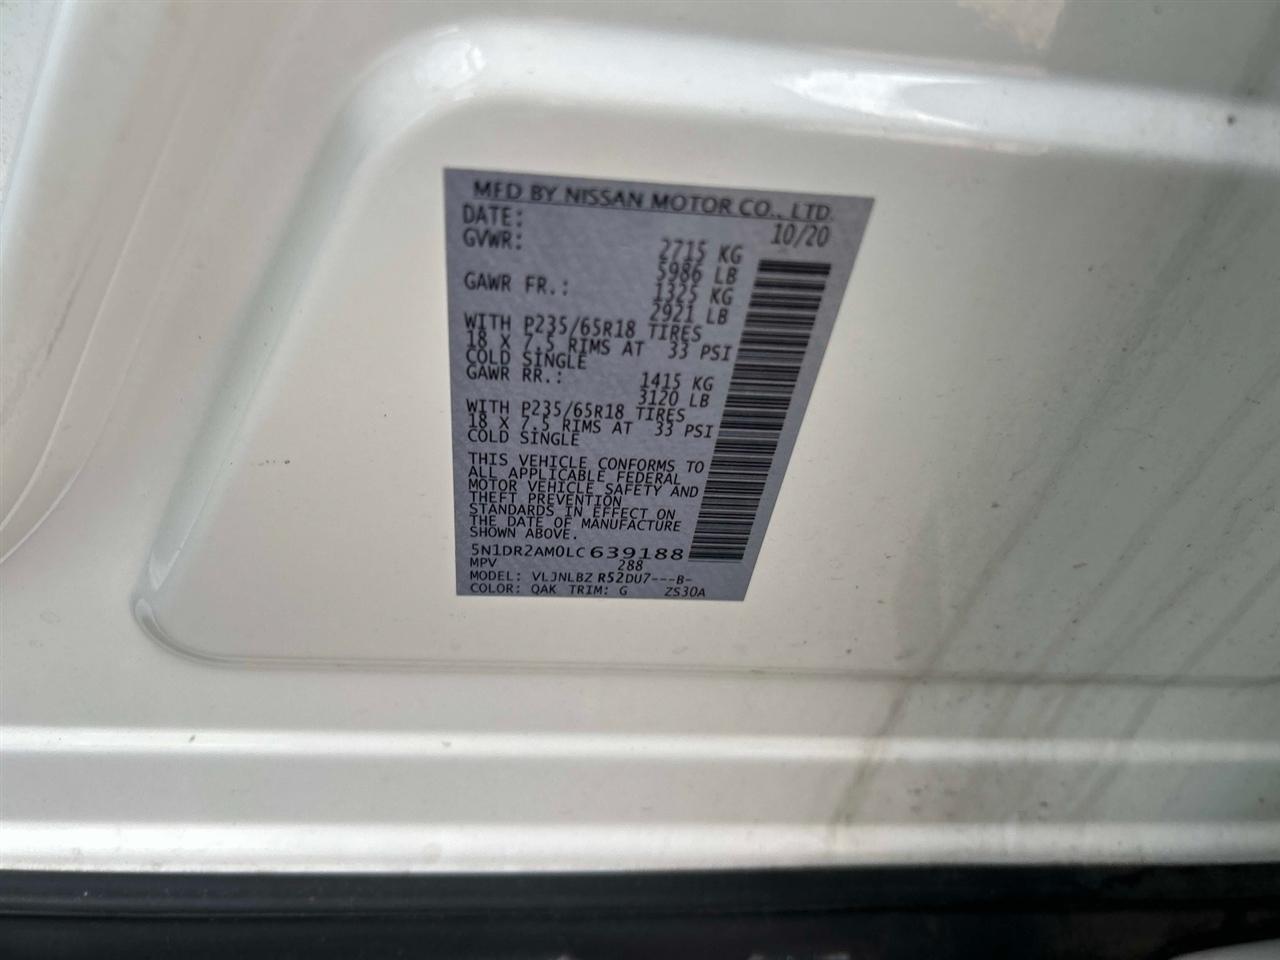 MFD BY NISSAN MOTOR CO., LTD.
DATE: 10/20
GVWR: 2715 KG
5986 LB
GAWR FR.: 1325 KG
2921 LB
WITH P235/65R18 TIRES
18 X 7.5 RIMS AT 33 PSI
COLD SINGLE
GAWR RR.: 1415 KG
3120 LB
WITH P235/65R18 TIRES
18 X 7.5 RIMS AT 33 PSI
COLD SINGLE
THIS VEHICLE CONFORMS TO
ALL APPLICABLE FEDERAL
MOTOR VEHICLE SAFETY AND
THEFT PREVENTION
STANDARDS IN EFFECT ON
THE DATE OF MANUFACTURE
SHOWN ABOVE.
5N1DR2AM0LC639188
MPV 288
MODEL: VLJNLBZ R52DU7---B-
COLOR: QAK TRIM: G ZS30A